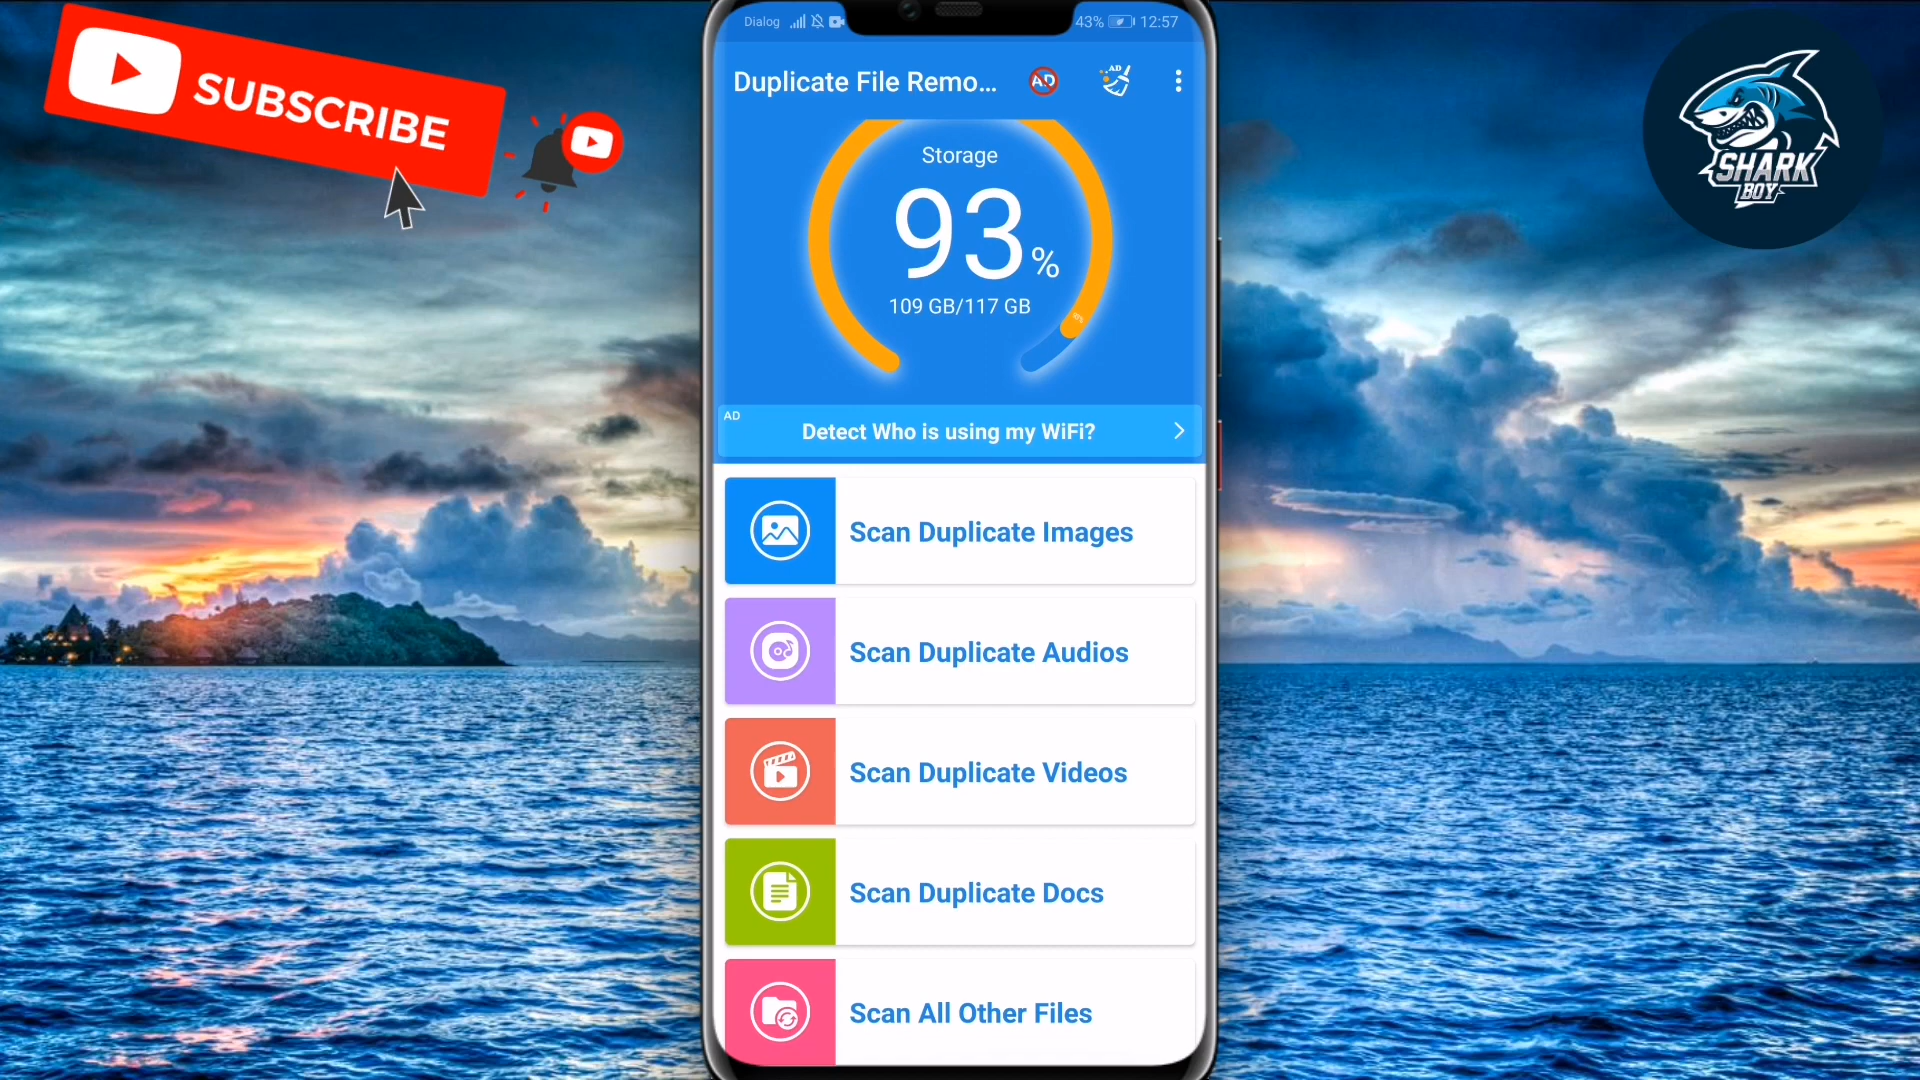 SUBSCRIBE
Dialog
43%
12:57
Duplicate File Remo...
AD
AD
Storage
93%
109 GB/117 GB
AD
Detect Who is using my WiFi?
Scan Duplicate Images
Scan Duplicate Audios
Scan Duplicate Videos
Scan Duplicate Docs
Scan All Other Files
SHARK
BOY